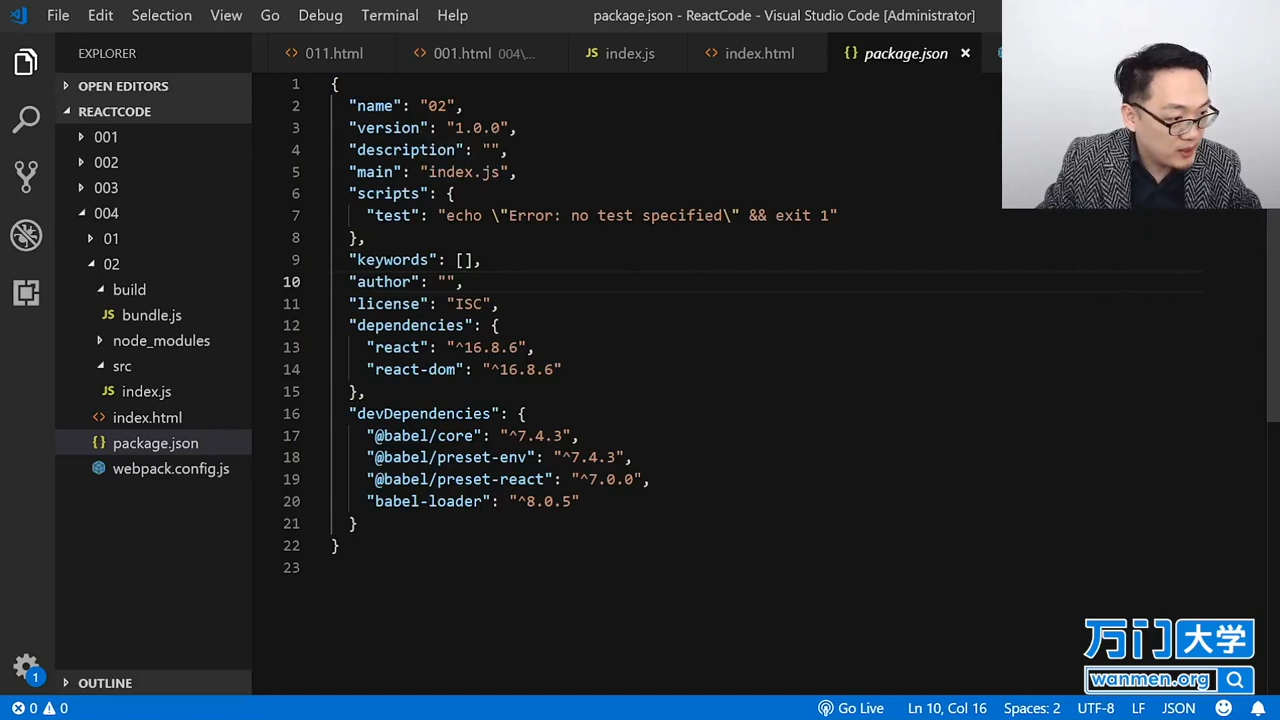 File Edit Selection View Go Debug Terminal Help
package.json - ReactCode - Visual Studio Code [Administrator]
EXPLORER
011.html
001.html 004\...
JS index.js
index.html
{} package.json ×
OPEN EDITORS
REACTCODE
001
002
003
004
01
02
build
JS bundle.js
node_modules
src
JS index.js
index.html
{} package.json
webpack.config.js
OUTLINE
1 {
2 "name": "02",
3 "version": "1.0.0",
4 "description": "",
5 "main": "index.js",
6 "scripts": {
7 "test": "echo \"Error: no test specified\" && exit 1"
8 },
9 "keywords": [],
10 "author": "",
11 "license": "ISC",
12 "dependencies": {
13 "react": "^16.8.6",
14 "react-dom": "^16.8.6"
15 },
16 "devDependencies": {
17 "@babel/core": "^7.4.3",
18 "@babel/preset-env": "^7.4.3",
19 "@babel/preset-react": "^7.0.0",
20 "babel-loader": "^8.0.5"
21 }
22 }
23
万门大学
wanmen.org
1
0 0
Go Live Ln 10, Col 16 Spaces: 2 UTF-8 LF JSON